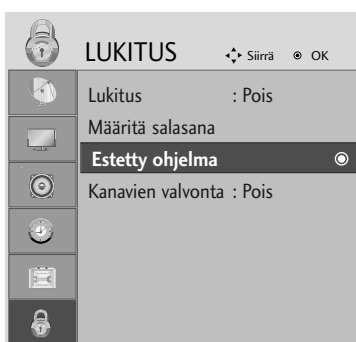 LUKITUS Siirrä OK
Lukitus : Pois
Määritä salasana
Estetty ohjelma
Kanavien valvonta : Pois